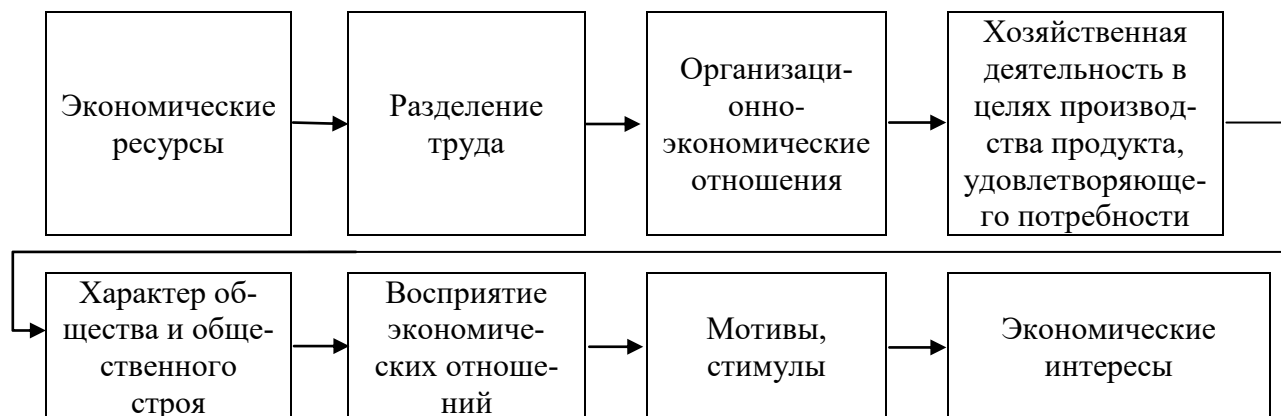 Экономические
ресурсы
Разделение
труда
Организаци-
онно-
экономические
отношения
Хозяйственная
деятельность в
целях производ-
ства продукта,
удовлетворяюще-
го потребности
Характер об-
щества и обще-
ственного
строя
Восприятие
экономиче-
ских отноше-
ний
Мотивы,
стимулы
Экономические
интересы